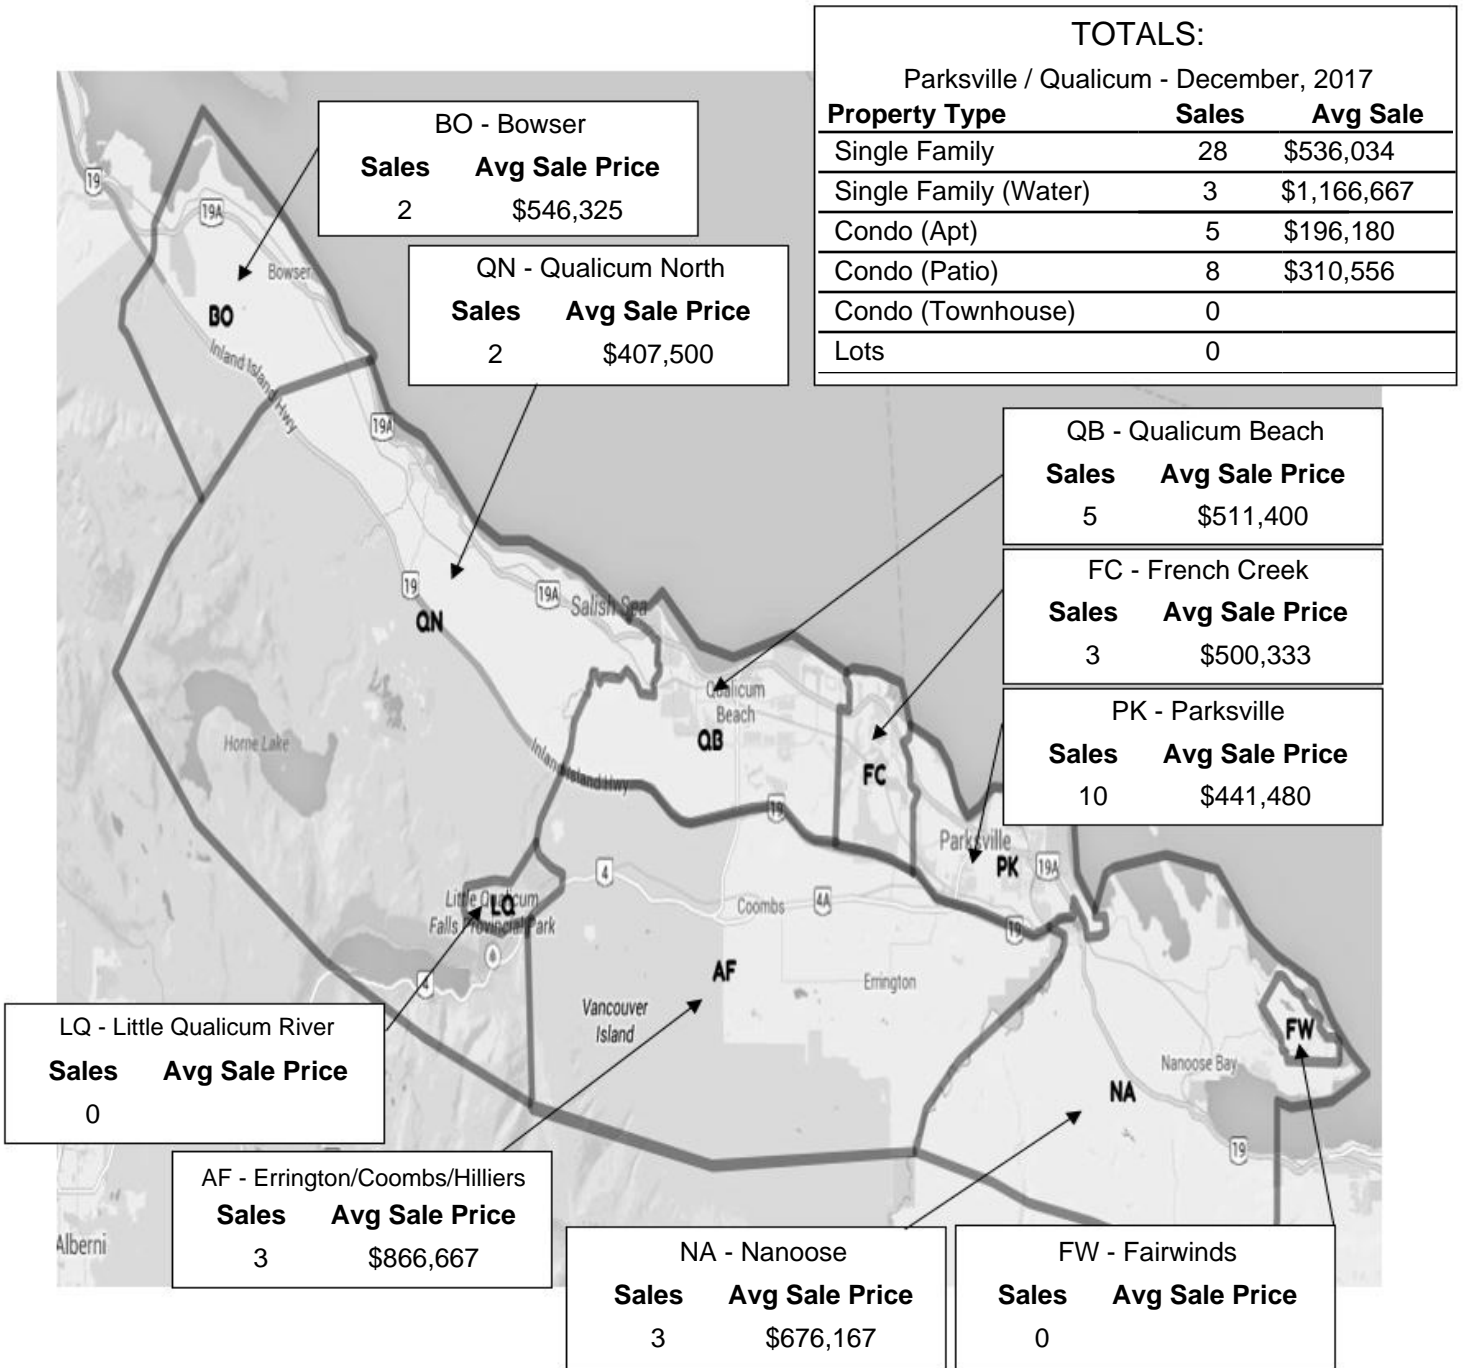 TOTALS:
Parksville / Qualicum - December, 2017
Property Type Sales Avg Sale
Single Family 28 $536,034
Single Family (Water) 3 $1,166,667
Condo (Apt) 5 $196,180
Condo (Patio) 8 $310,556
Condo (Townhouse) 0
Lots 0
BO - Bowser
Sales Avg Sale Price
2 $546,325
QN - Qualicum North
Sales Avg Sale Price
2 $407,500
QB - Qualicum Beach
Sales Avg Sale Price
5 $511,400
FC - French Creek
Sales Avg Sale Price
3 $500,333
PK - Parksville
Sales Avg Sale Price
10 $441,480
LQ - Little Qualicum River
Sales Avg Sale Price
0
AF - Errington/Coombs/Hilliers
Sales Avg Sale Price
3 $866,667
NA - Nanoose
Sales Avg Sale Price
3 $676,167
FW - Fairwinds
Sales Avg Sale Price
0
19
19A
Bowser
BO
Inland Island Hwy
19A
19
QN
19A
Salish Sea
Qualicum
Beach
QB
Horne Lake
Inland Island Hwy
FC
19
Parksville
PK
19A
4
Little Qualicum
Falls Provincial Park
LQ
Coombs
4A
19
4
AF
Errington
Vancouver
Island
FW
Nanoose Bay
NA
19
Alberni